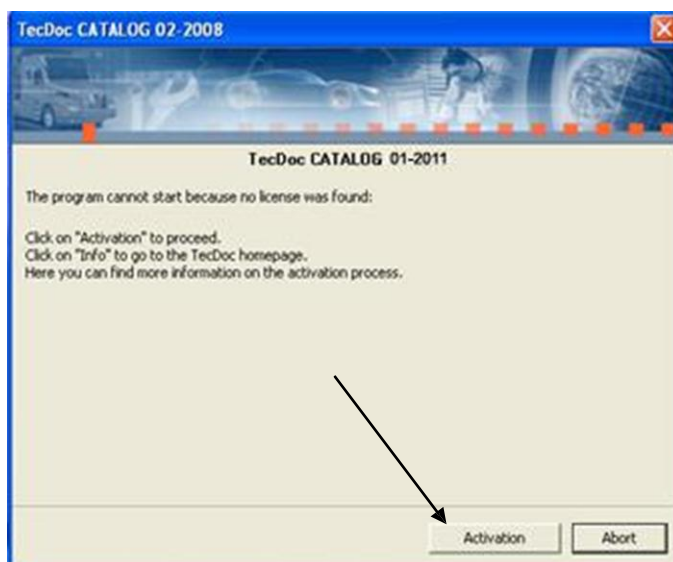 TecDoc CATALOG 02-2008
TecDoc CATALOG 01-2011
The program cannot start because no license was found:
Click on "Activation" to proceed.
Click on "Info" to go to the TecDoc homepage.
Here you can find more information on the activation process.
Activation Abort